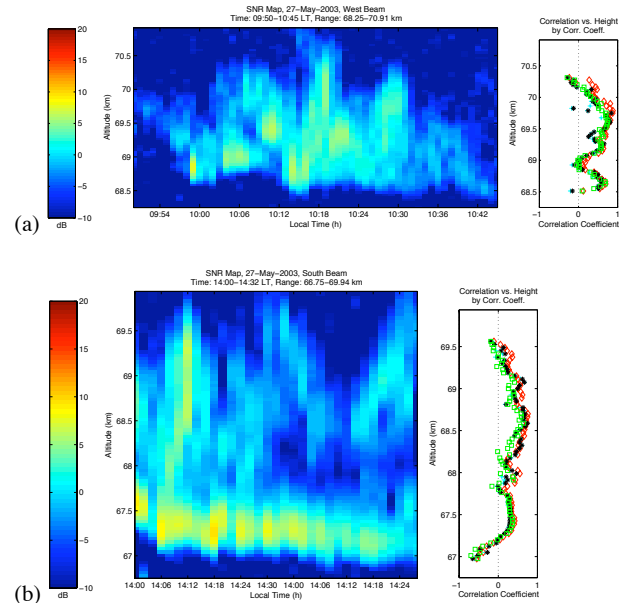 SNR Map, 27-May-2003, West Beam
Time: 09:50-10:45 LT, Range: 68.25-70.91 km
Correlation vs. Height
by Corr. Coeff.
20
15
10
5
0
-5
-10
dB
Altitude (km)
70.5
70
69.5
69
68.5
09:54 10:00 10:06 10:12 10:18 10:24 10:30 10:36 10:42
Local Time (h)
Altitude (km)
70.5
70
69.5
69
68.5
-1 0 1
Correlation Coefficient
(a)
SNR Map, 27-May-2003, South Beam
Time: 14:00-14:32 LT, Range: 66.75-69.94 km
Correlation vs. Height
by Corr. Coeff.
20
15
10
5
0
-5
-10
dB
Altitude (km)
69.5
69
68.5
68
67.5
67
14:00 14:06 14:12 14:18 14:24 14:30 14:00 14:06 14:12 14:18 14:24
Local Time (h)
Altitude (km)
69.5
69
68.5
68
67.5
67
-1 0 1
Correlation Coefficient
(b)